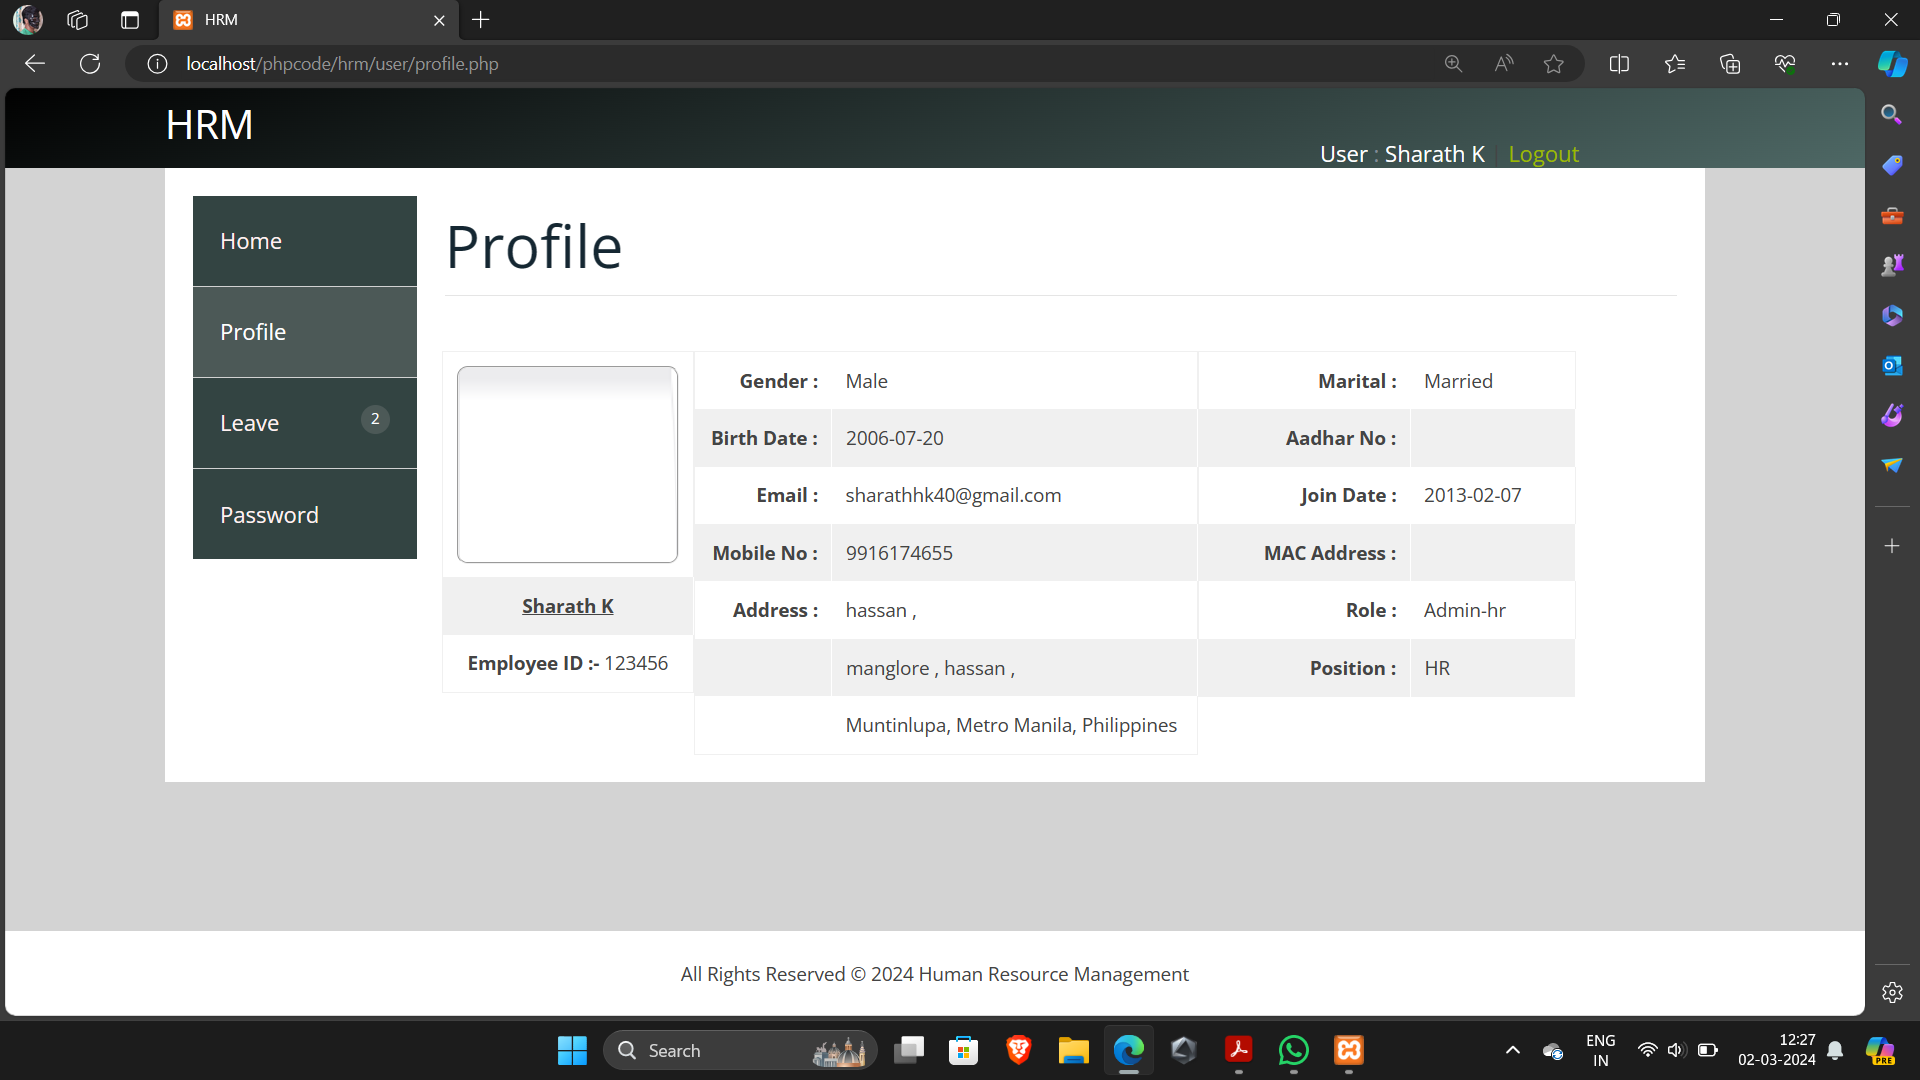 HRM
localhost/phpcode/hrm/user/profile.php
HRM
User : Sharath K Logout
Home
Profile
Leave 2
Password
Profile
Sharath K
Employee ID :- 123456
Gender : Male
Birth Date : 2006-07-20
Email : sharathhk40@gmail.com
Mobile No : 9916174655
Address : hassan ,
manglore , hassan ,
Muntinlupa, Metro Manila, Philippines
Marital : Married
Aadhar No :
Join Date : 2013-02-07
MAC Address :
Role : Admin-hr
Position : HR
All Rights Reserved © 2024 Human Resource Management
Search
ENG
IN
12:27
02-03-2024
PRE